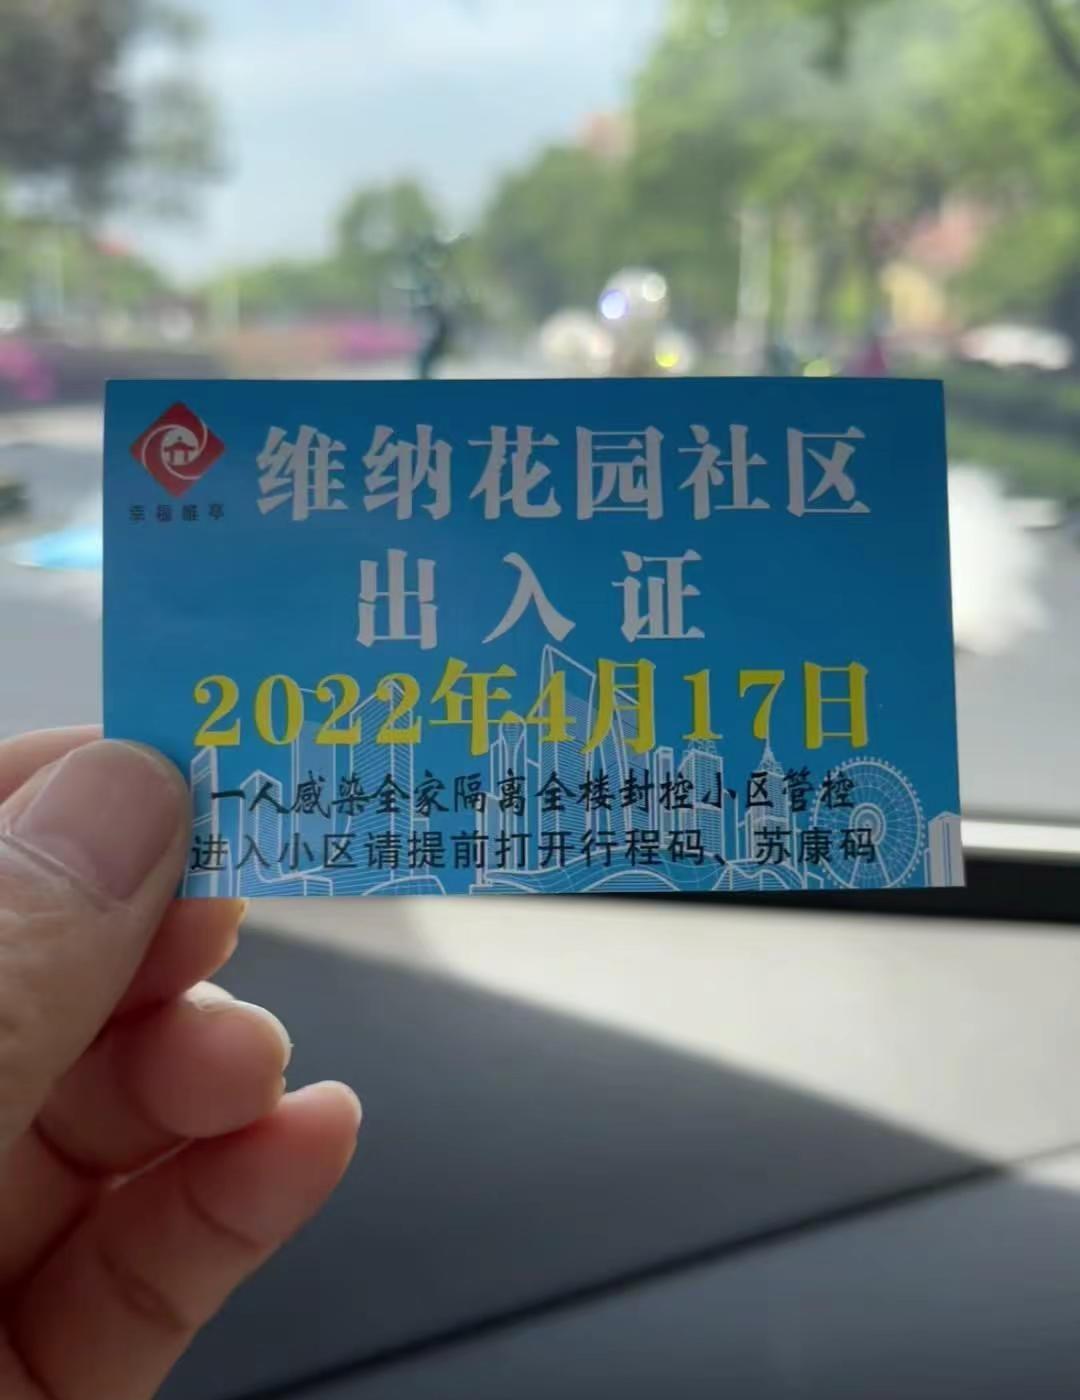 幸福唯亭
维纳花园社区
出入证
2022年4月17日
一人感染全家隔离全楼封控小区管控
进入小区请提前打开行程码、苏康码